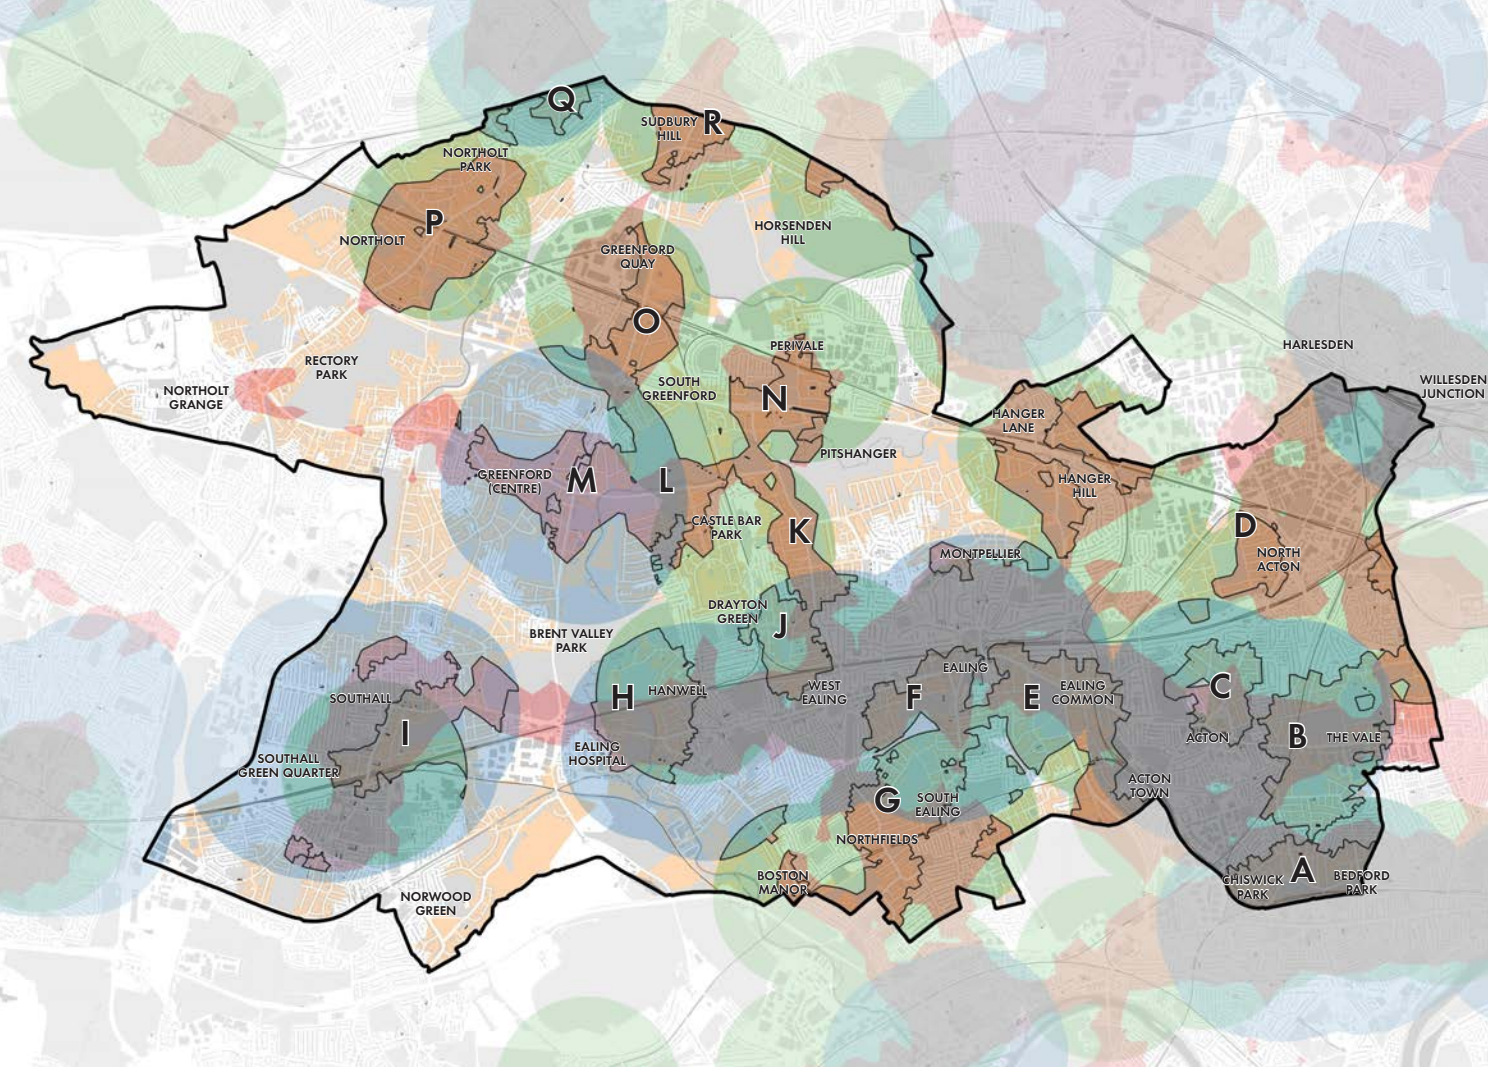 Q
SUDBURY
HILL
R
NORTHOLT
PARK
P
NORTHOLT
HORSENDEN
HILL
GREENFORD
QUAY
O
PERIVALE
HARLESDEN
RECTORY
PARK
NORTHOLT
GRANGE
SOUTH
GREENFORD
N
WILLESDEN
JUNCTION
HANGER
LANE
PITSHANGER
GREENFORD
(CENTRE)
M
L
HANGER
HILL
CASTLE BAR
PARK
K
D
NORTH
ACTON
MONTPELLIER
DRAYTON
GREEN
J
BRENT VALLEY
PARK
EALING
SOUTHALL
H
HANWELL
WEST
EALING
F
E
EALING
COMMON
C
I
ACTON
B
THE VALE
EALING
HOSPITAL
SOUTHALL
GREEN QUARTER
ACTON
TOWN
G
SOUTH
EALING
NORTHFIELDS
BOSTON
MANOR
CHISWICK
PARK
A
BEDFORD
PARK
NORWOOD
GREEN